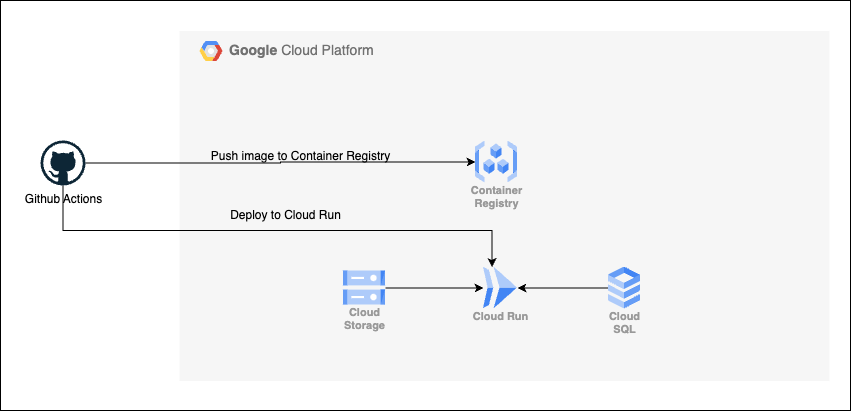 Google Cloud Platform
Push image to Container Registry
Container
Registry
Github Actions
Deploy to Cloud Run
Cloud
Storage
Cloud Run
Cloud
SQL